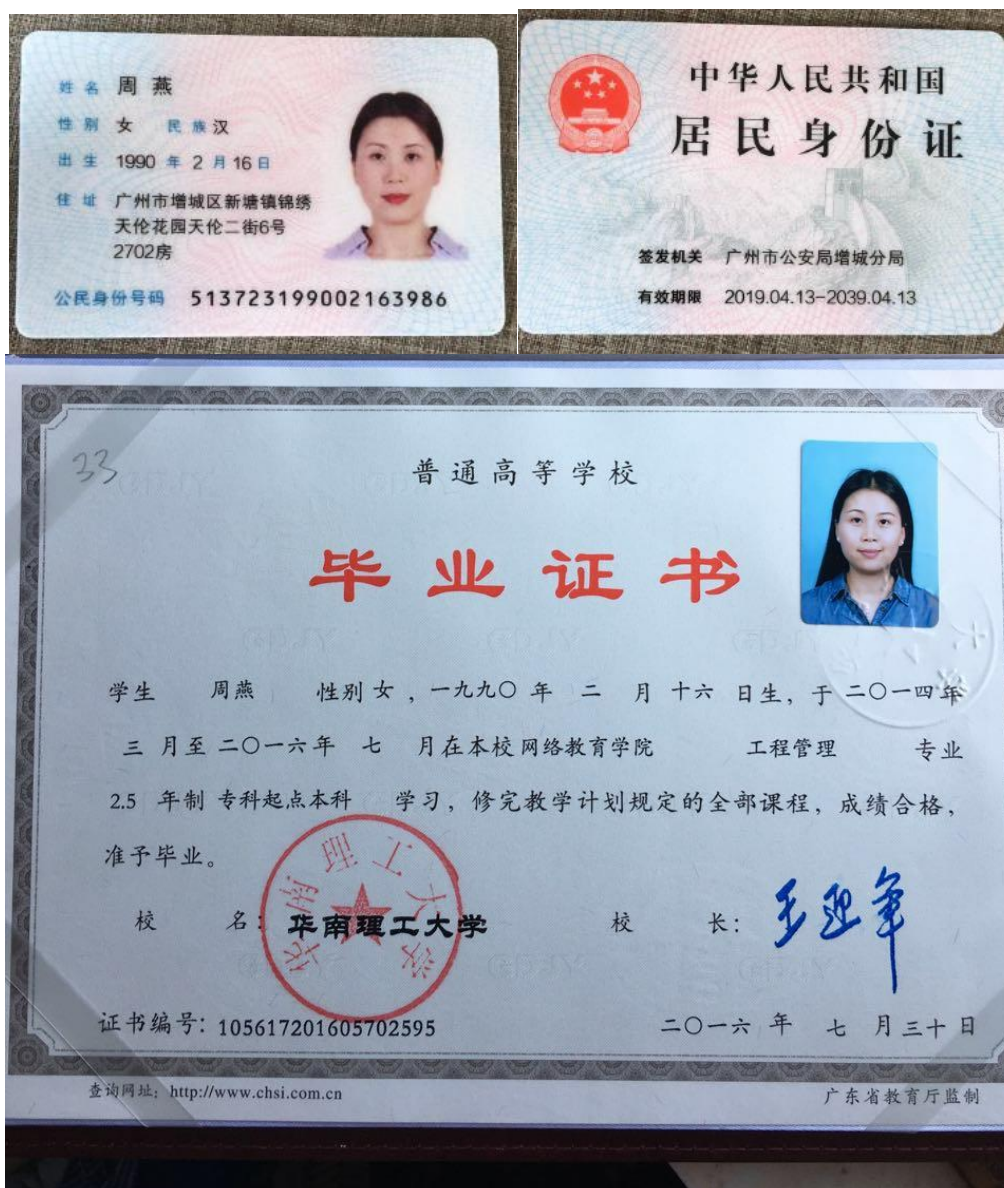 姓名 周燕
性别 女 民族 汉
出生 1990 年 2 月 16 日
住址 广州市增城区新塘镇锦绣
天伦花园天伦二街6号
2702房
公民身份号码 513723199002163986
中华人民共和国
居民身份证
签发机关 广州市公安局增城分局
有效期限 2019.04.13-2039.04.13
33
普通高等学校
毕业证书
学生 周燕 性别 女 ，一九九〇 年 二 月 十六 日生，于 二〇一四年
三 月至 二〇一六年 七 月在本校 网络教育学院 工程管理 专业
2.5 年制 专科起点本科 学习，修完教学计划规定的全部课程，成绩合格，
准予毕业。
校 名：华南理工大学 校 长：
华南理工大学
证书编号：105617201605702595 二〇一六 年 七 月三十 日
查询网址：http://www.chsi.com.cn 广东省教育厅监制